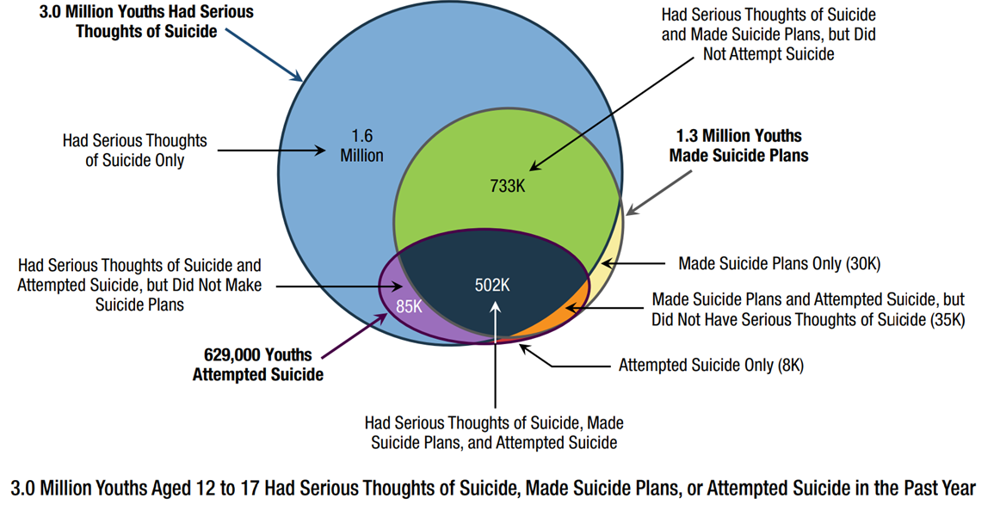 3.0 Million Youths Had Serious
Thoughts of Suicide
Had Serious Thoughts of Suicide
and Made Suicide Plans, but Did
Not Attempt Suicide
Had Serious Thoughts
of Suicide Only
1.6
Million
1.3 Million Youths
Made Suicide Plans
733K
Had Serious Thoughts of Suicide and
Attempted Suicide, but Did Not Make
Suicide Plans
502K
85K
Made Suicide Plans Only (30K)
Made Suicide Plans and Attempted Suicide, but
Did Not Have Serious Thoughts of Suicide (35K)
629,000 Youths
Attempted Suicide
Attempted Suicide Only (8K)
Had Serious Thoughts of Suicide, Made
Suicide Plans, and Attempted Suicide
3.0 Million Youths Aged 12 to 17 Had Serious Thoughts of Suicide, Made Suicide Plans, or Attempted Suicide in the Past Year